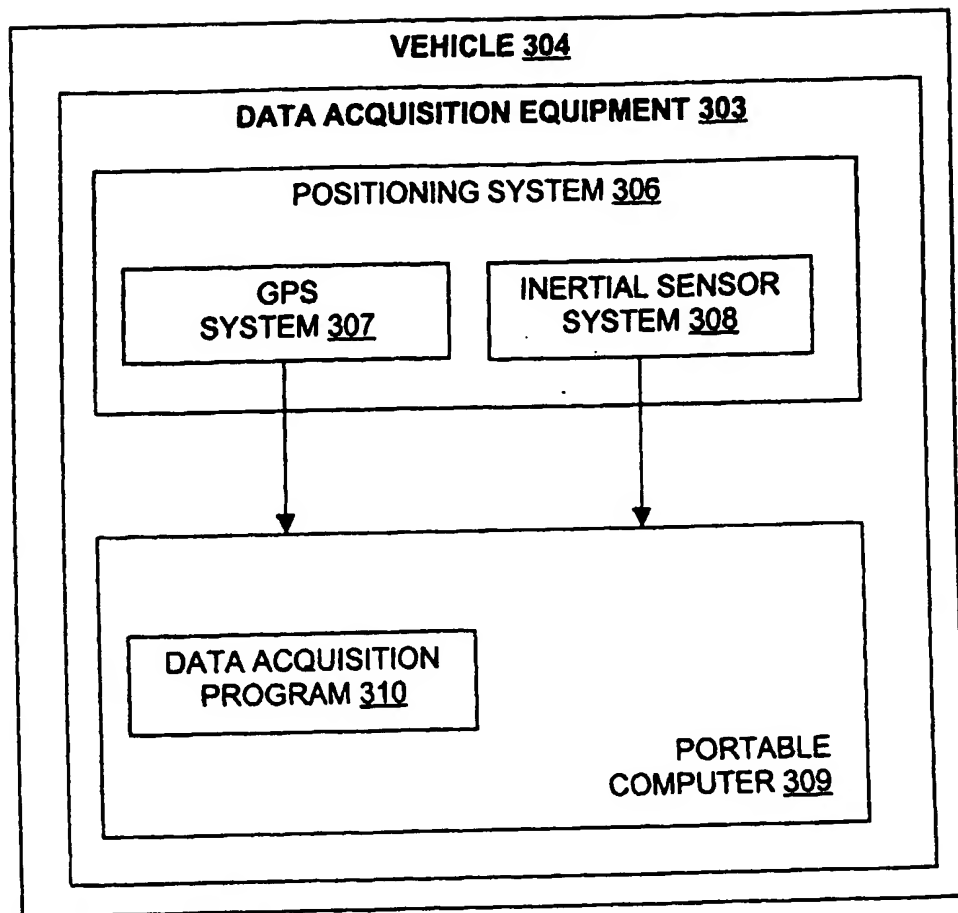 VEHICLE 304
DATA ACQUISITION EQUIPMENT 303
POSITIONING SYSTEM 306
GPS
SYSTEM 307
INERTIAL SENSOR
SYSTEM 308
DATA ACQUISITION
PROGRAM 310
PORTABLE
COMPUTER 309